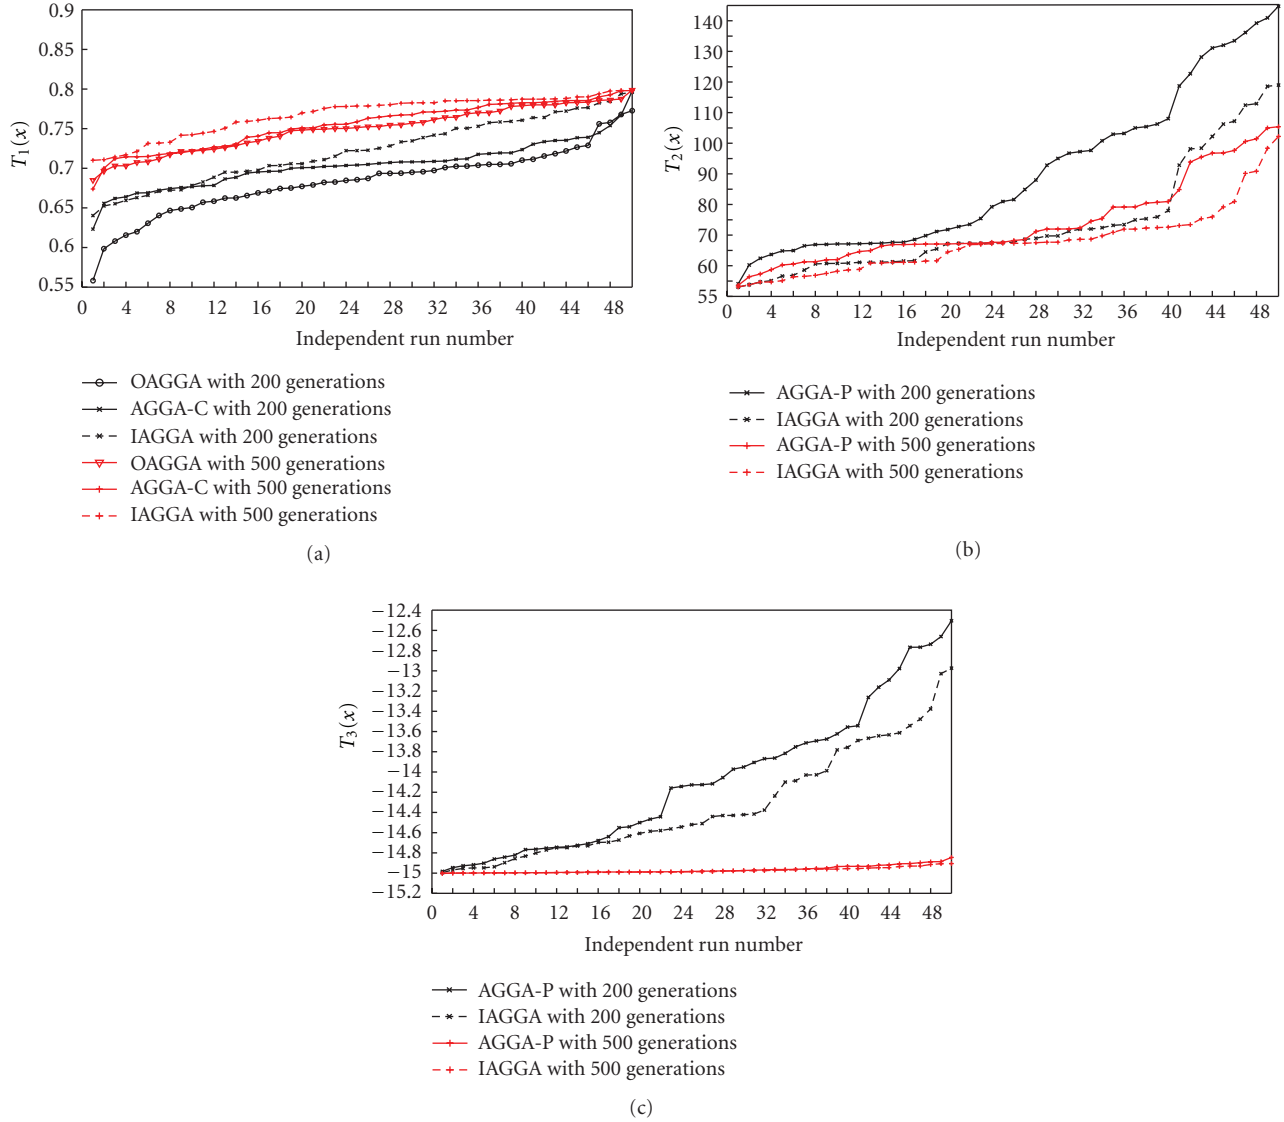 0.9
0.85
0.8
0.75
0.7
0.65
0.6
0.55
T1(x)
0 4 8 12 16 20 24 28 32 36 40 44 48
Independent run number
OAGGA with 200 generations
AGGA-C with 200 generations
IAGGA with 200 generations
OAGGA with 500 generations
AGGA-C with 500 generations
IAGGA with 500 generations
(a)
140
130
120
110
100
90
80
70
60
55
T2(x)
0 4 8 12 16 20 24 28 32 36 40 44 48
Independent run number
AGGA-P with 200 generations
IAGGA with 200 generations
AGGA-P with 500 generations
IAGGA with 500 generations
(b)
−12.4
−12.6
−12.8
−13
−13.2
−13.4
−13.6
−13.8
−14
−14.2
−14.4
−14.6
−14.8
−15
−15.2
T3(x)
0 4 8 12 16 20 24 28 32 36 40 44 48
Independent run number
AGGA-P with 200 generations
IAGGA with 200 generations
AGGA-P with 500 generations
IAGGA with 500 generations
(c)